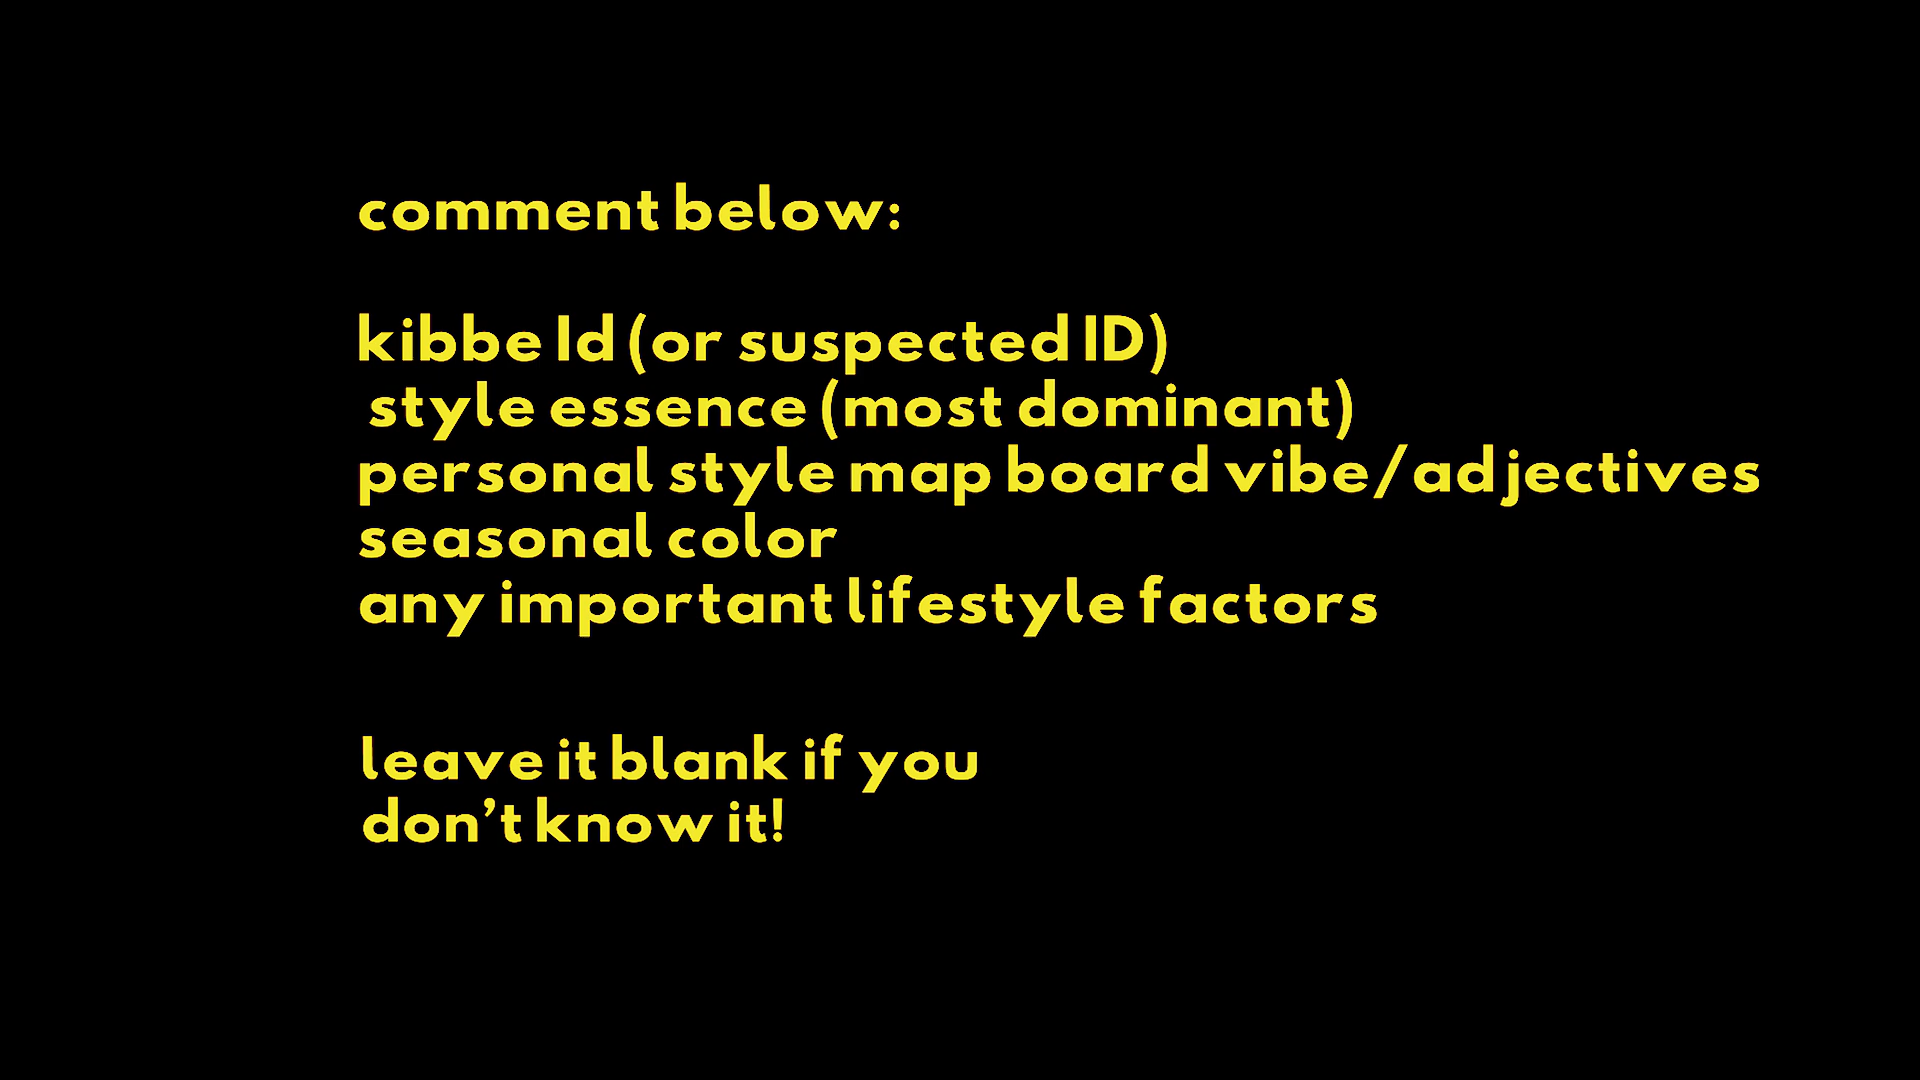 comment below:
kibbe Id (or suspected ID)
style essence (most dominant)
personal style map board vibe/adjectives
seasonal color
any important lifestyle factors
leave it blank if you
don't know it!